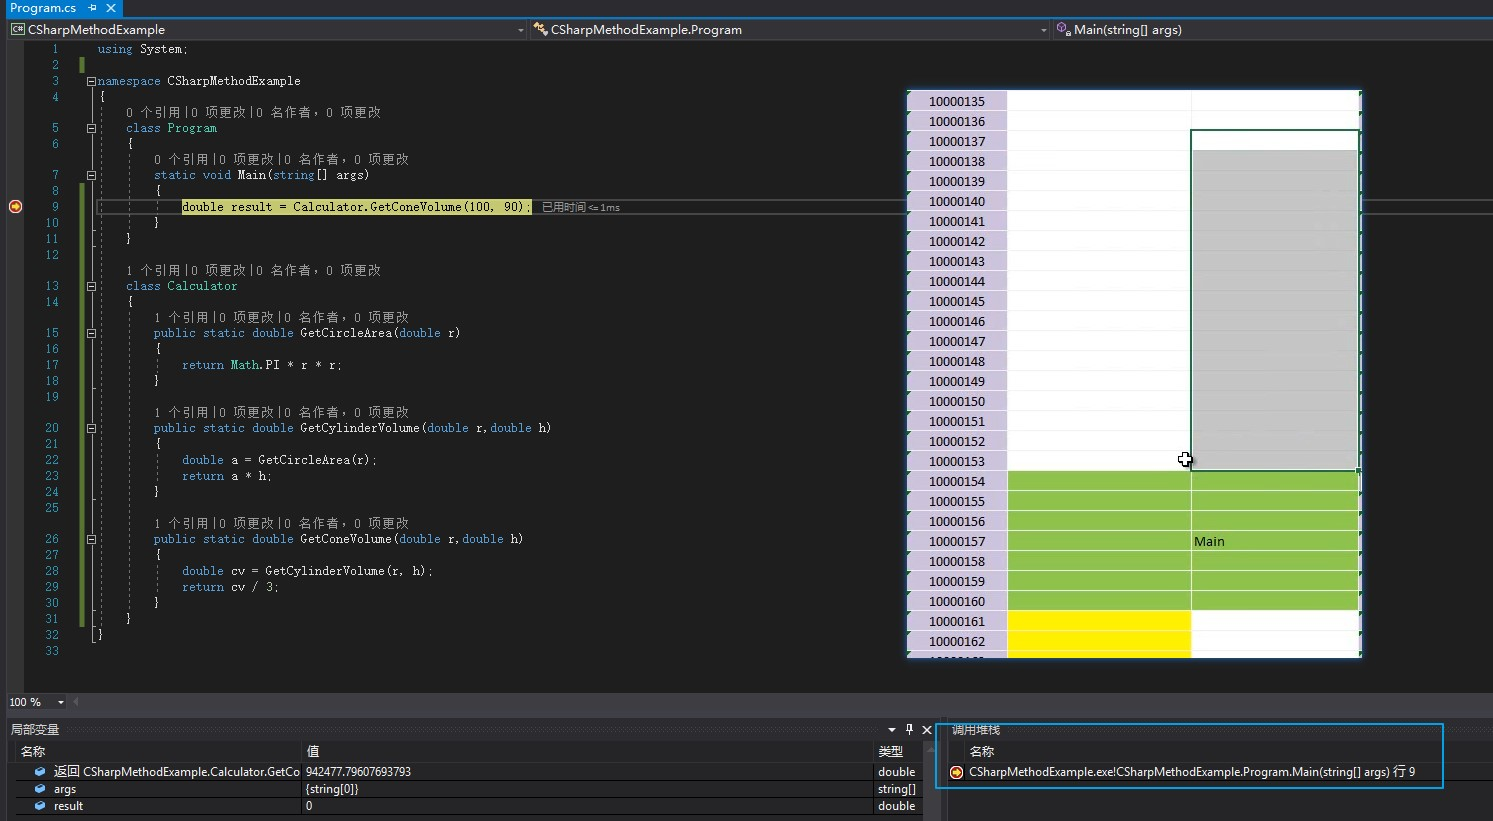 Program.cs
C# CSharpMethodExample
CSharpMethodExample.Program
Main(string[] args)
1 using System;
2
3 namespace CSharpMethodExample
4 {
0 个引用|0 项更改|0 名作者，0 项更改
5 class Program
6 {
0 个引用|0 项更改|0 名作者，0 项更改
7 static void Main(string[] args)
8 {
9 double result = Calculator.GetConeVolume(100, 90); 已用时间<=1ms
10 }
11 }
12
1 个引用|0 项更改|0 名作者，0 项更改
13 class Calculator
14 {
1 个引用|0 项更改|0 名作者，0 项更改
15 public static double GetCircleArea(double r)
16 {
17 return Math.PI * r * r;
18 }
19
1 个引用|0 项更改|0 名作者，0 项更改
20 public static double GetCylinderVolume(double r,double h)
21 {
22 double a = GetCircleArea(r);
23 return a * h;
24 }
25
1 个引用|0 项更改|0 名作者，0 项更改
26 public static double GetConeVolume(double r,double h)
27 {
28 double cv = GetCylinderVolume(r, h);
29 return cv / 3;
30 }
31 }
32 }
33
10000135
10000136
10000137
10000138
10000139
10000140
10000141
10000142
10000143
10000144
10000145
10000146
10000147
10000148
10000149
10000150
10000151
10000152
10000153
10000154
10000155
10000156
10000157 Main
10000158
10000159
10000160
10000161
10000162
100 %
局部变量
名称 值 类型
返回 CSharpMethodExample.Calculator.GetCo 942477.79607693793 double
args {string[0]} string[]
result 0 double
调用堆栈
名称
CSharpMethodExample.exe!CSharpMethodExample.Program.Main(string[] args) 行 9